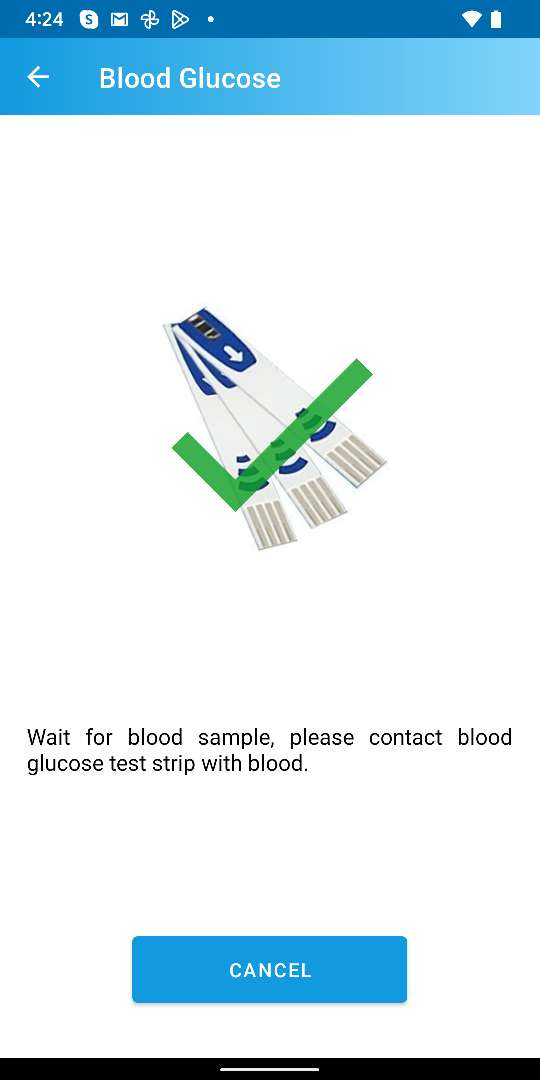 4:24
Blood Glucose
Wait for blood sample, please contact blood
glucose test strip with blood.
CANCEL